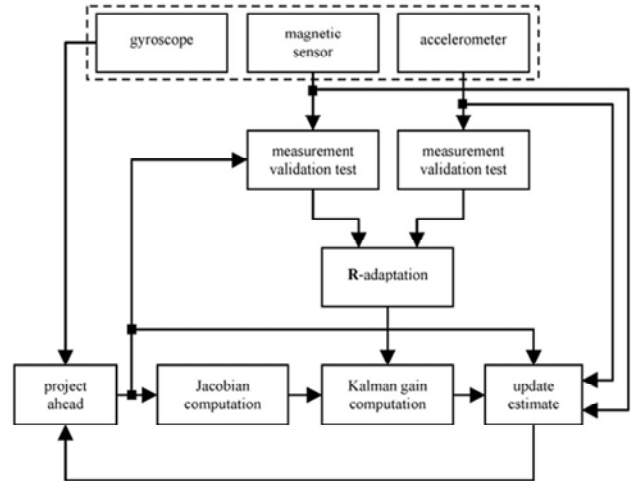 gyroscope
magnetic
sensor
accelerometer
measurement
validation test
measurement
validation test
R-adaptation
project
ahead
Jacobian
computation
Kalman gain
computation
update
estimate